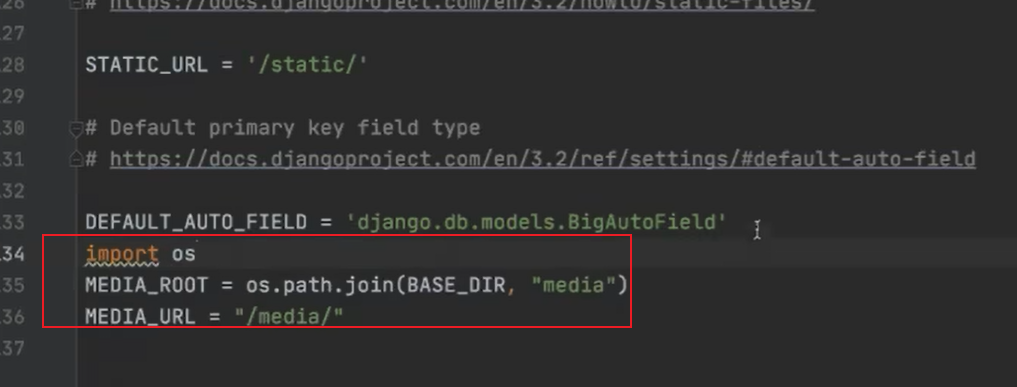 26 # https://docs.djangoproject.com/en/3.2/howto/static-files/
27
28 STATIC_URL = '/static/'
29
30 # Default primary key field type
31 # https://docs.djangoproject.com/en/3.2/ref/settings/#default-auto-field
32
33 DEFAULT_AUTO_FIELD = 'django.db.models.BigAutoField'
34 import os
35 MEDIA_ROOT = os.path.join(BASE_DIR, "media")
36 MEDIA_URL = "/media/"
37